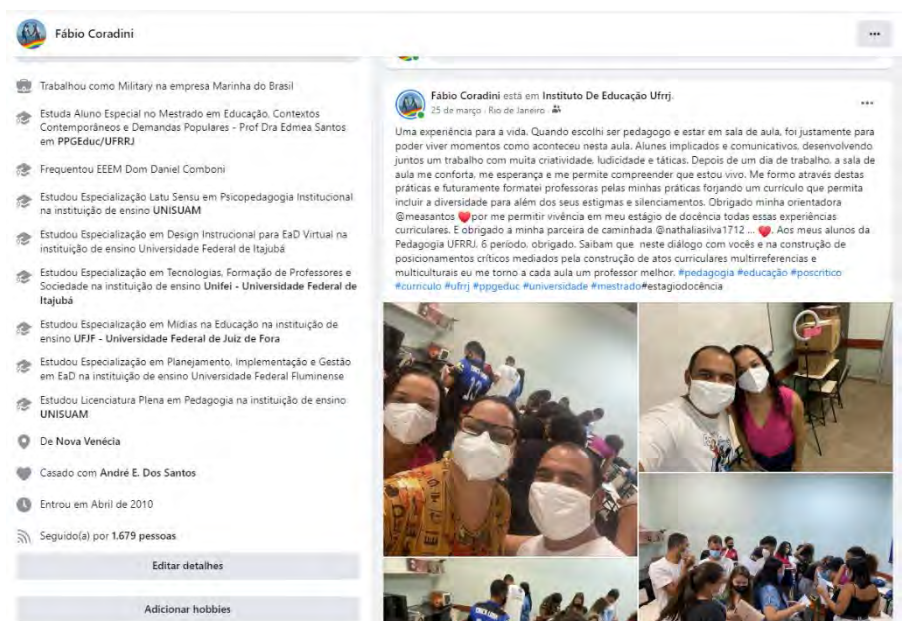 Fábio Coradini
Trabalhou como Military na empresa Marinha do Brasil
Estuda Aluno Especial no Mestrado em Educação, Contextos
Contemporâneos e Demandas Populares - Prof Dra Edmea Santos
em PPGEduc/UFRRJ
Frequentou EEEM Dom Daniel Comboni
Estudou Especialização Latu Sensu em Psicopedagogia Institucional
na instituição de ensino UNISUAM
Estudou Especialização em Design Instrucional para EaD Virtual na
instituição de ensino Universidade Federal de Itajubá
Estudou Especialização em Tecnologias, Formação de Professores e
Sociedade na instituição de ensino Unifei - Universidade Federal de
Itajubá
Estudou Especialização em Mídias na Educação na instituição de
ensino UFJF - Universidade Federal de Juiz de Fora
Estudou Especialização em Planejamento, Implementação e Gestão
em EaD na instituição de ensino Universidade Federal Fluminense
Estudou Licenciatura Plena em Pedagogia na instituição de ensino
UNISUAM
De Nova Venécia
Casado com André E. Dos Santos
Entrou em Abril de 2010
Seguido(a) por 1.679 pessoas
Editar detalhes
Adicionar hobbies
Fábio Coradini está em Instituto De Educação Ufrrj.
25 de março · Rio de Janeiro ·
Uma experiência para a vida. Quando escolhi ser pedagogo e estar em sala de aula, foi justamente para
poder viver momentos como aconteceu nesta aula. Alunes implicados e comunicativos, desenvolvendo
juntos um trabalho com muita criatividade, ludicidade e táticas. Depois de um dia de trabalho, a sala de
aula me conforta, me esperança e me permite compreender que estou vivo. Me formo através destas
práticas e futuramente formatei professoras pelas minhas práticas forjando um currículo que permita
incluir a diversidade para além dos seus estigmas e silenciamentos. Obrigado minha orientadora
@measantos ❤️por me permitir vivência em meu estágio de docência todas essas experiências
curriculares. E obrigado a minha parceira de caminhada @nathaliasilva1712 ... ❤️. Aos meus alunos da
Pedagogia UFRRJ. 6 período, obrigado. Saibam que neste diálogo com vocês e na construção de
posicionamentos críticos mediados pela construção de atos curriculares multirreferenciais e
multiculturais eu me torno a cada aula um professor melhor. #pedagogia #educação #poscritico
#curriculo #ufrrj #ppgeduc #universidade #mestrado#estagiodocência